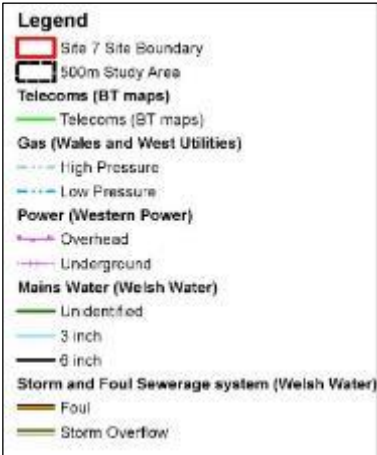 Legend
Site 7 Site Boundary
500m Study Area
Telecoms (BT maps)
Telecoms (BT maps)
Gas (Wales and West Utilities)
High Pressure
Low Pressure
Power (Western Power)
Overhead
Underground
Mains Water (Welsh Water)
Unidentified
3 inch
6 inch
Storm and Foul Sewerage system (Welsh Water)
Foul
Storm Overflow